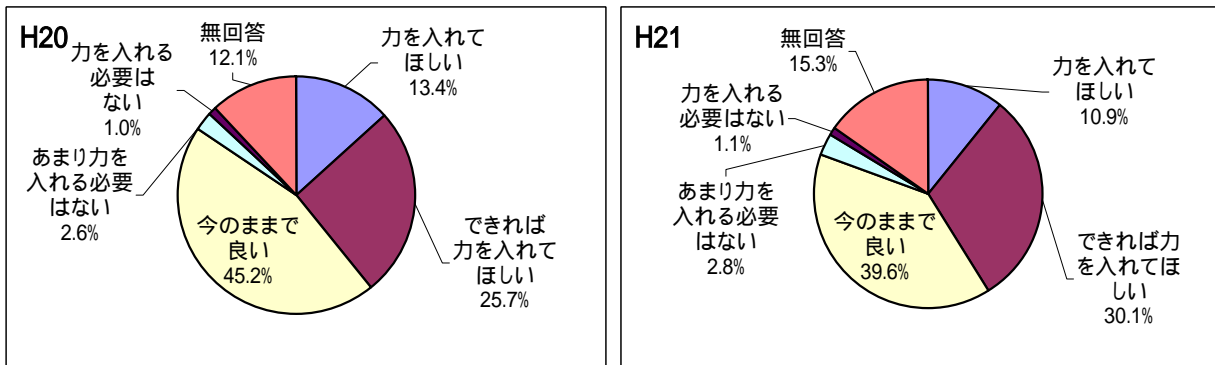 H20
無回答
12.1%
力を入れて
ほしい
13.4%
力を入れる
必要は
ない
1.0%
あまり力を
入れる必要
はない
2.6%
今のままで
良い
45.2%
できれば
力を入れて
ほしい
25.7%
H21
無回答
15.3%
力を入れて
ほしい
10.9%
力を入れる
必要はない
1.1%
あまり力を
入れる必要
はない
2.8%
今のままで
良い
39.6%
できれば力
を入れてほ
しい
30.1%